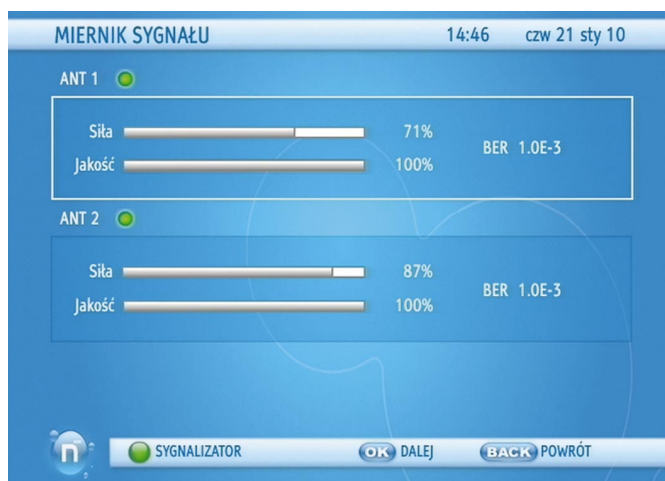 MIERNIK SYGNAŁU 14:46 czw 21 sty 10
ANT 1
Siła 71%
BER 1.0E-3
Jakość 100%
ANT 2
Siła 87%
BER 1.0E-3
Jakość 100%
n SYGNALIZATOR OK DALEJ BACK POWRÓT